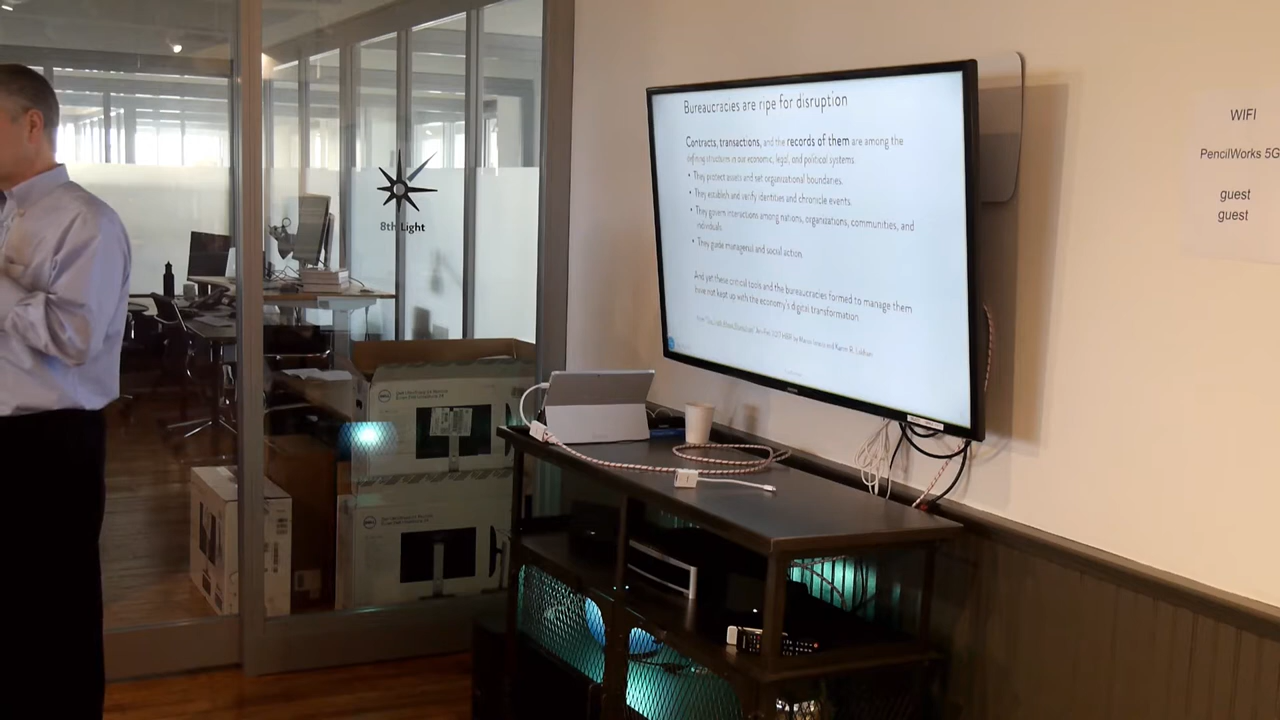 Bureaucracies are ripe for disruption
Contracts, transactions, and the records of them are among the
defining structures in our economic, legal, and political systems.
• They protect assets and set organizational boundaries.
• They establish and verify identities and chronicle events.
• They govern interactions among nations, organizations, communities, and
individuals.
• They guide managerial and social action.
And yet these critical tools and the bureaucracies formed to manage them
have not kept up with the economy's digital transformation.
8th Light
WIFI
PencilWorks 5G
guest
guest
DELL
DELL